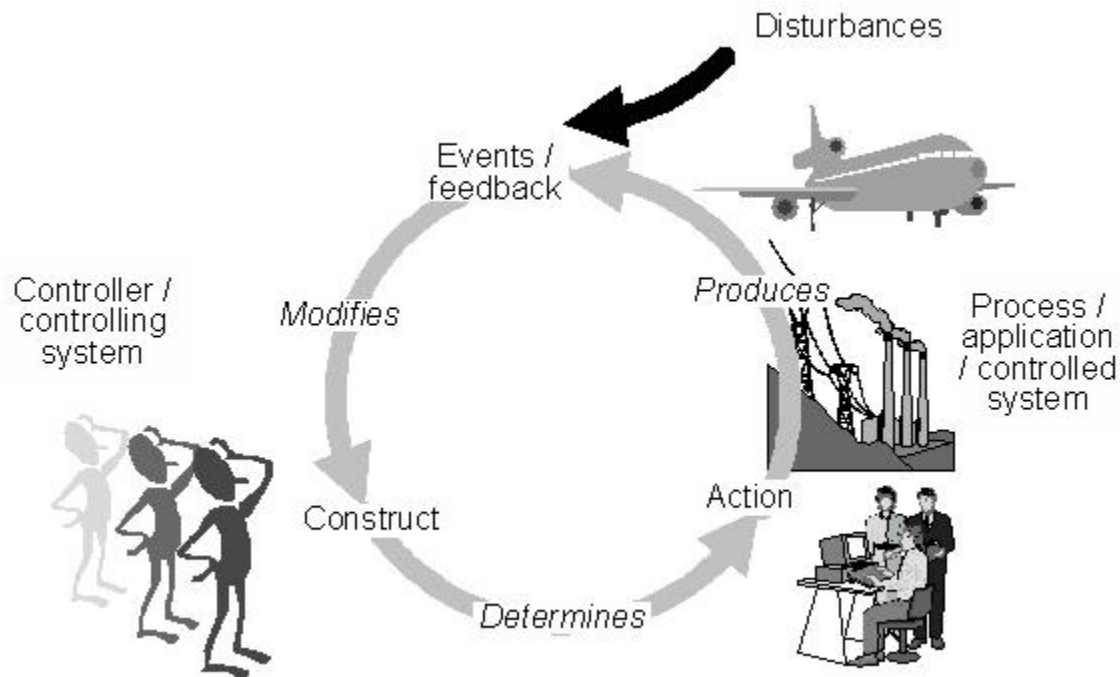 Disturbances
Events /
feedback
Modifies
Produces
Controller /
controlling
system
Process /
application
/ controlled
system
Construct
Action
Determines